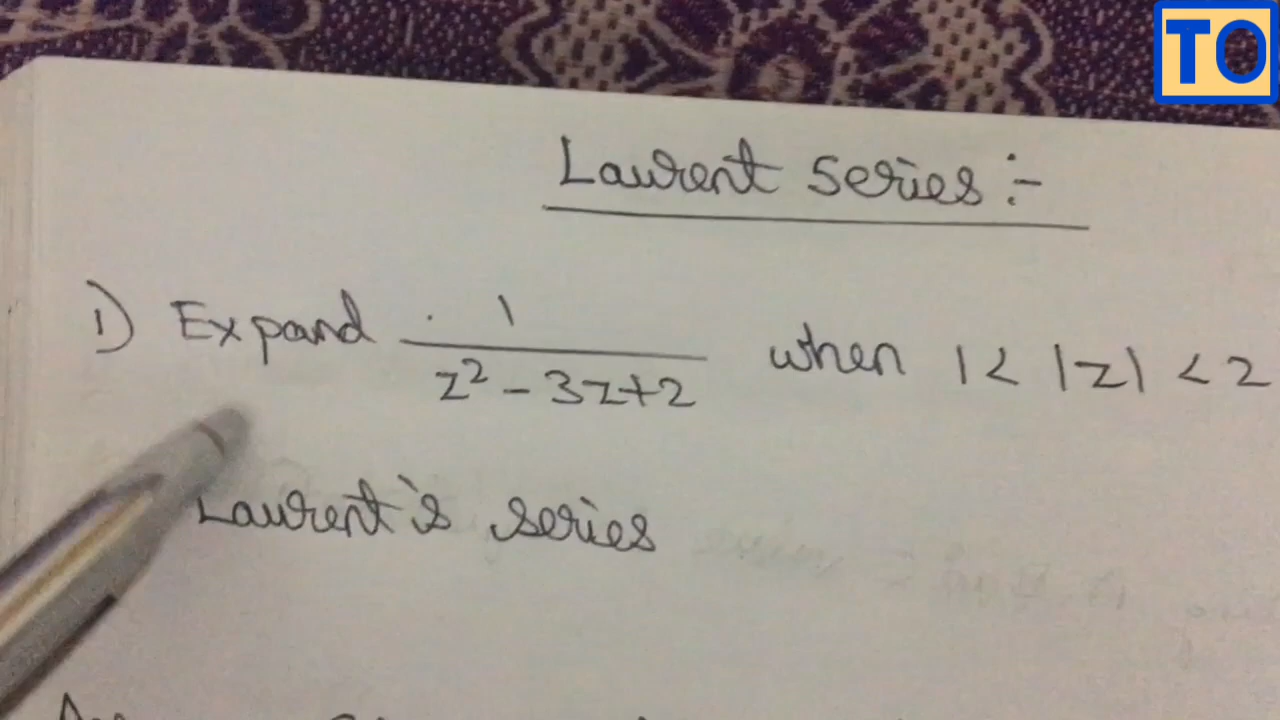 TO
Laurent Series :-
1) Expand 1/(z² - 3z + 2) when 1 < |z| < 2
Laurent's series